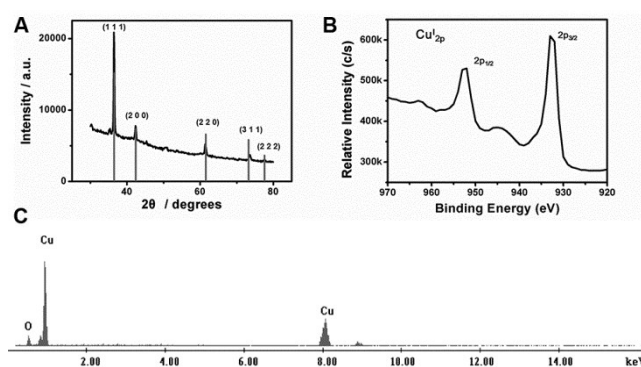 A
(1 1 1)
(2 0 0)
(2 2 0)
(3 1 1)
(2 2 2)
20000
10000
0
40
60
80
Intensity / a.u.
2θ / degrees
B
CuI2p
2p1/2
2p3/2
600k
500k
400k
300k
970
960
950
940
930
920
Relative Intensity (c/s)
Binding Energy (eV)
C
Cu
O
Cu
2.00
4.00
6.00
8.00
10.00
12.00
14.00
keV